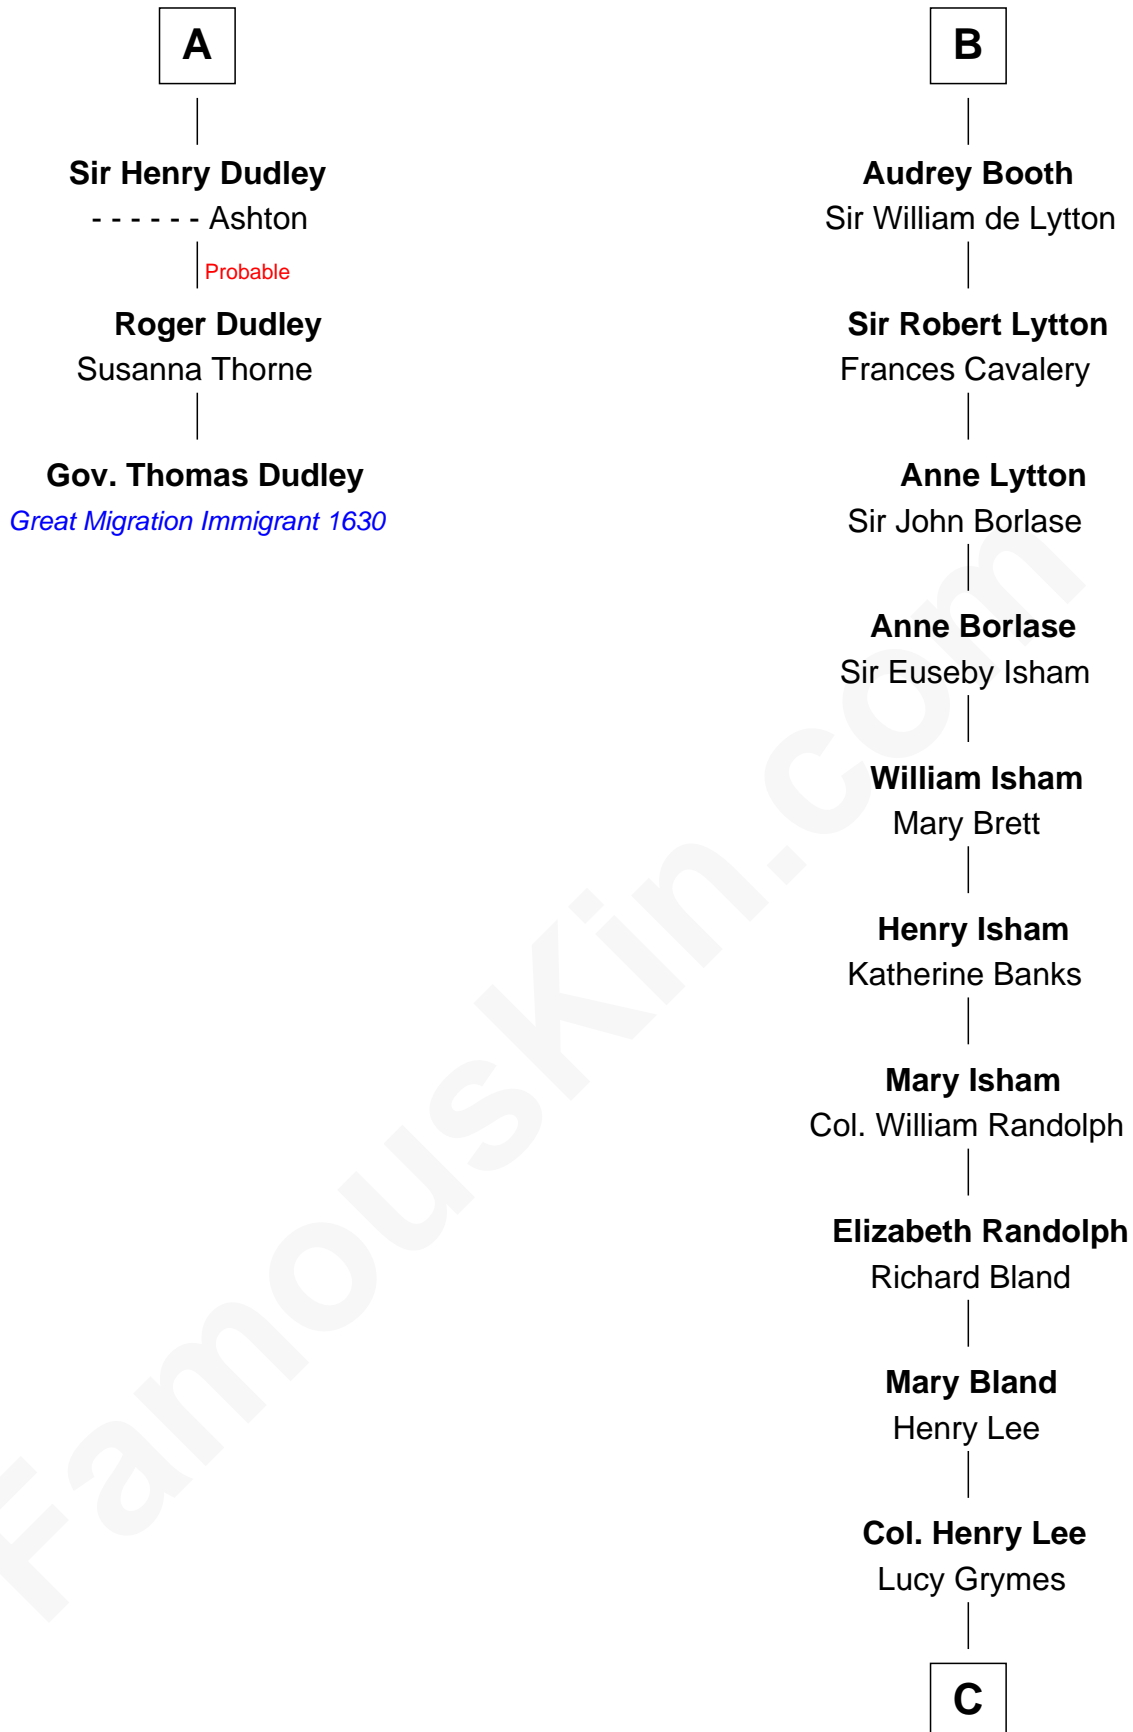 A
Sir Henry Dudley
- - - - - - Ashton
Probable
Roger Dudley
Susanna Thorne
Gov. Thomas Dudley
Great Migration Immigrant 1630
B
Audrey Booth
Sir William de Lytton
Sir Robert Lytton
Frances Cavalery
Anne Lytton
Sir John Borlase
Anne Borlase
Sir Euseby Isham
William Isham
Mary Brett
Henry Isham
Katherine Banks
Mary Isham
Col. William Randolph
Elizabeth Randolph
Richard Bland
Mary Bland
Henry Lee
Col. Henry Lee
Lucy Grymes
C
FamousKin.com